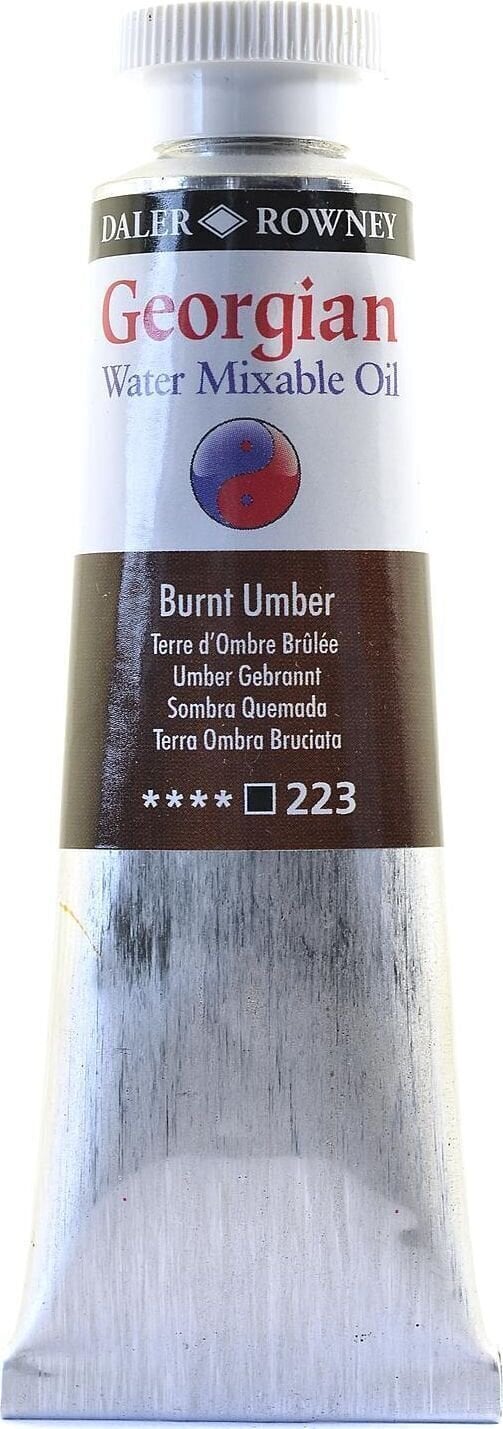 DALER ROWNEY
Georgian
Water Mixable Oil
Burnt Umber
Terre d'Ombre Brûlée
Umber Gebrannt
Sombra Quemada
Terra Ombra Bruciata
**** 223